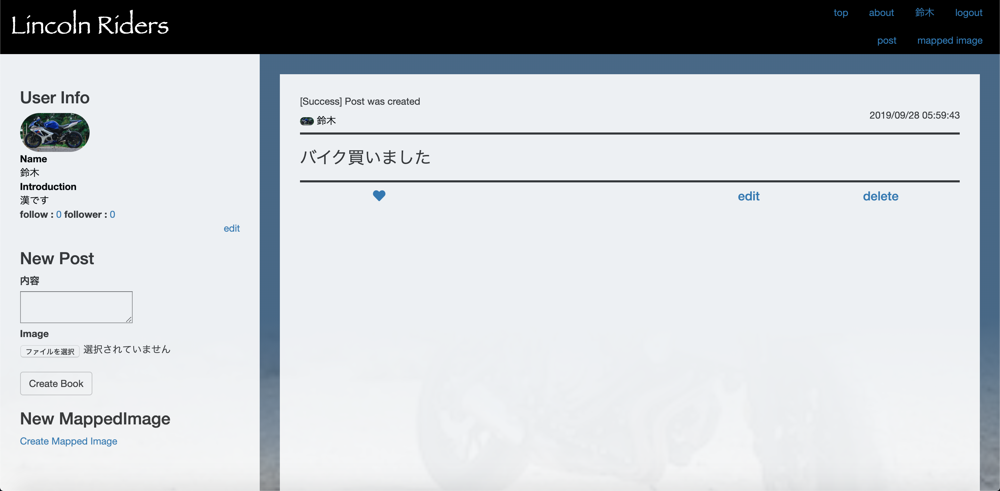 Lincoln Riders
top about 鈴木 logout
post mapped image
User Info
Name
鈴木
Introduction
漢です
follow : 0 follower : 0
edit
New Post
内容
Image
ファイルを選択 選択されていません
Create Book
New MappedImage
Create Mapped Image
[Success] Post was created
鈴木 2019/09/28 05:59:43
バイク買いました
edit delete